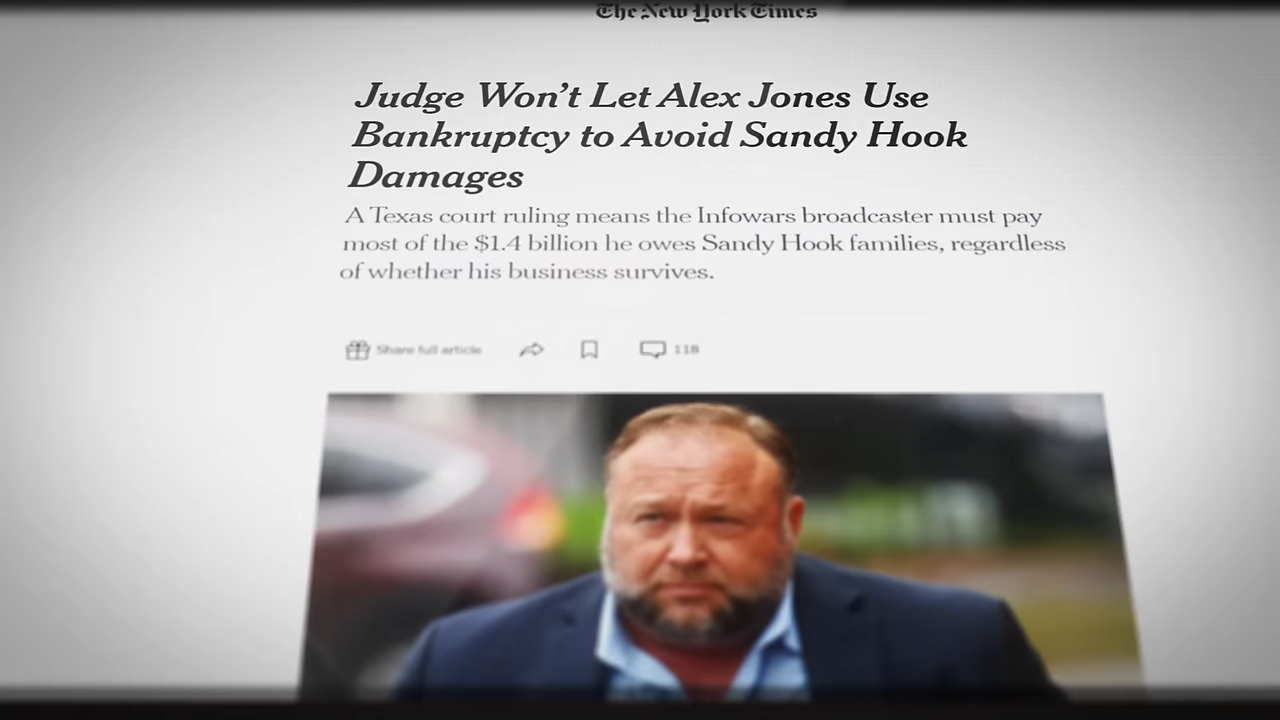 The New York Times
Judge Won't Let Alex Jones Use
Bankruptcy to Avoid Sandy Hook
Damages
A Texas court ruling means the Infowars broadcaster must pay
most of the $1.4 billion he owes Sandy Hook families, regardless
of whether his business survives.
Share full article
118